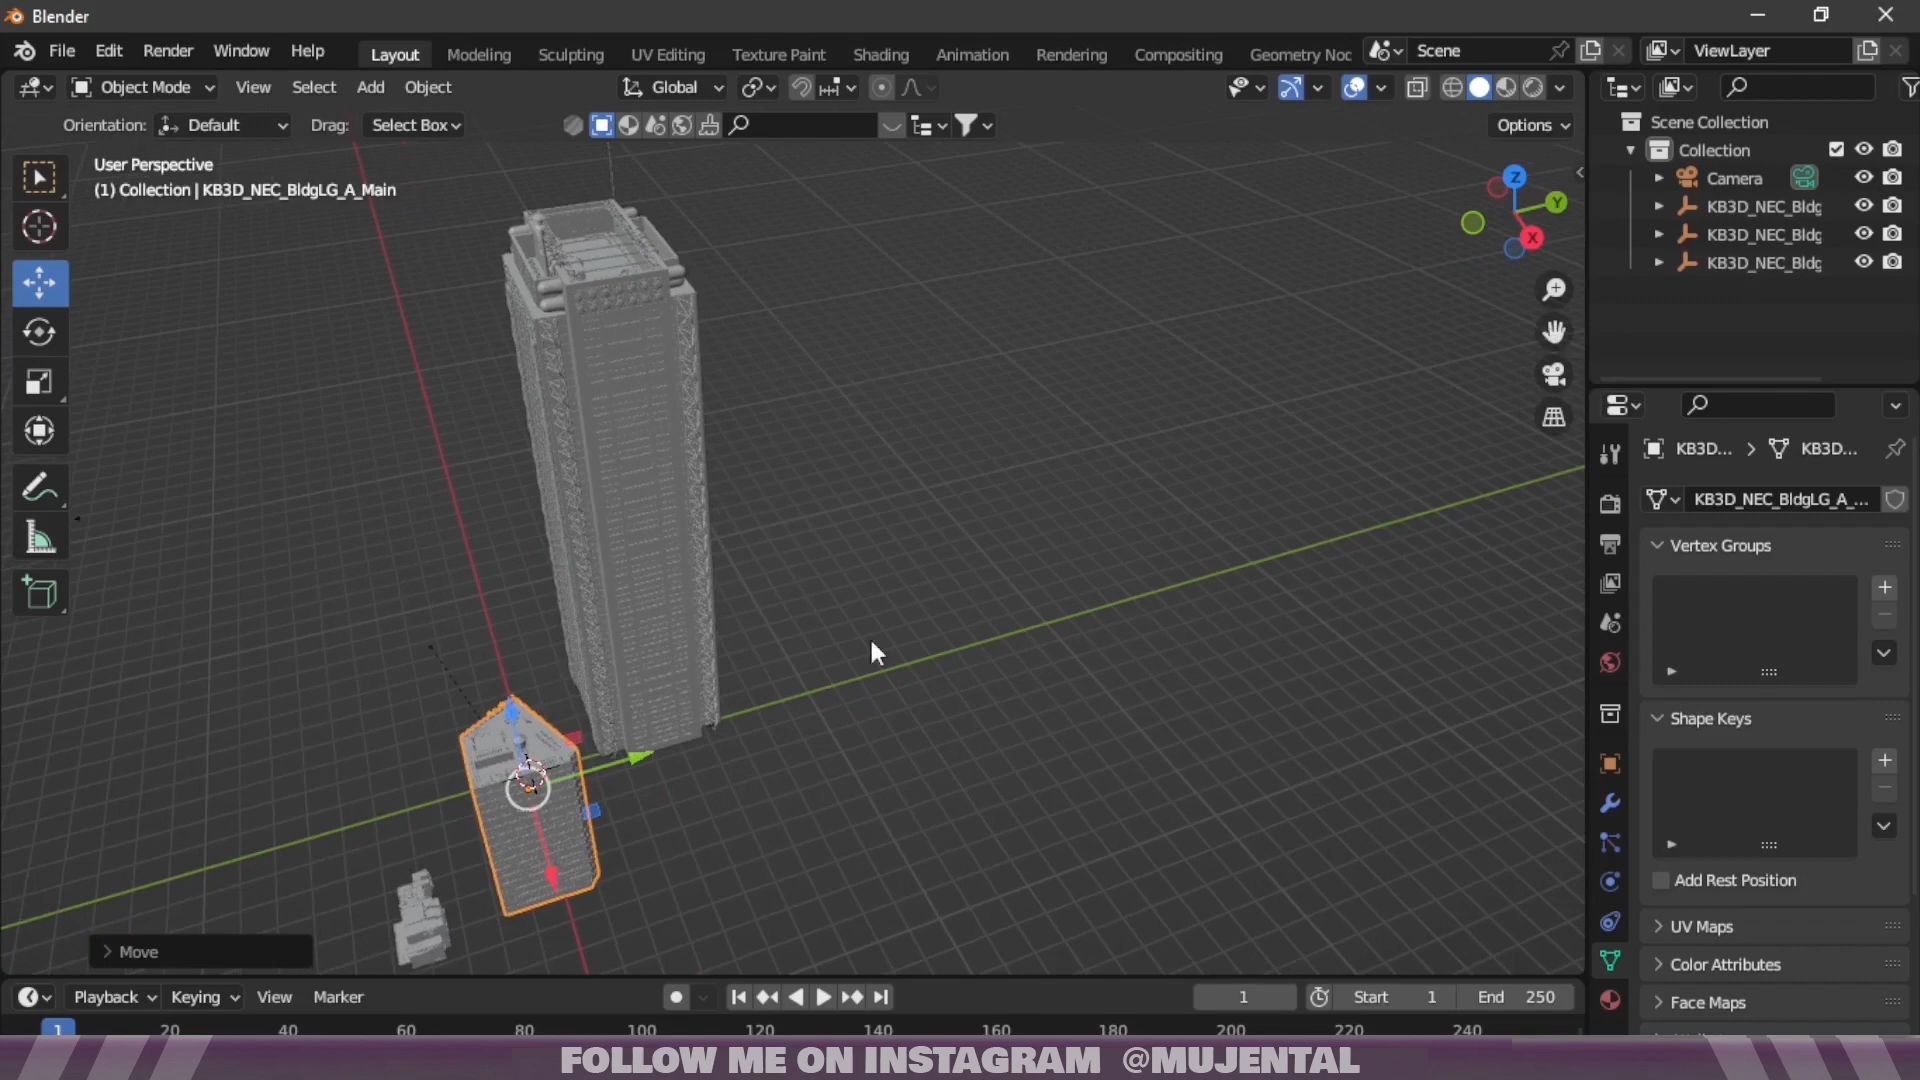 Blender
File Edit Render Window Help Layout Modeling Sculpting UV Editing Texture Paint Shading Animation Rendering Compositing Geometry Noc Scene ViewLayer
Object Mode View Select Add Object Global
Orientation: Default Drag: Select Box Options
User Perspective
(1) Collection | KB3D_NEC_BldgLG_A_Main
Z
Y
X
Scene Collection
Collection
Camera
KB3D_NEC_Bldg
KB3D_NEC_Bldg
KB3D_NEC_Bldg
KB3D... > KB3D...
KB3D_NEC_BldgLG_A_...
Vertex Groups
Shape Keys
Add Rest Position
UV Maps
Color Attributes
Face Maps
Move
Playback Keying View Marker 1 Start 1 End 250
1 20 40 60 80 100 120 140 160 180 200 220 240
FOLLOW ME ON INSTAGRAM @MUJENTAL